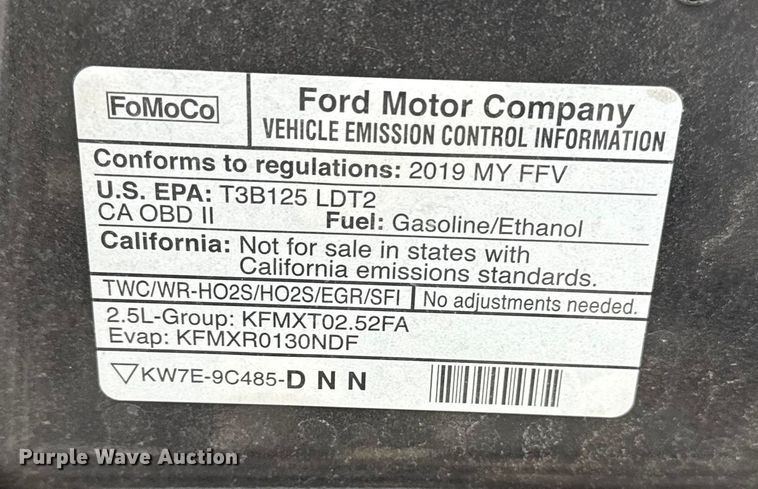 FoMoCo
Ford Motor Company
VEHICLE EMISSION CONTROL INFORMATION
Conforms to regulations: 2019 MY FFV
U.S. EPA: T3B125 LDT2
CA OBD II Fuel: Gasoline/Ethanol
California: Not for sale in states with
California emissions standards.
TWC/WR-HO2S/HO2S/EGR/SFI No adjustments needed.
2.5L-Group: KFMXT02.52FA
Evap: KFMXR0130NDF
▽KW7E-9C485-D N N
Purple Wave Auction